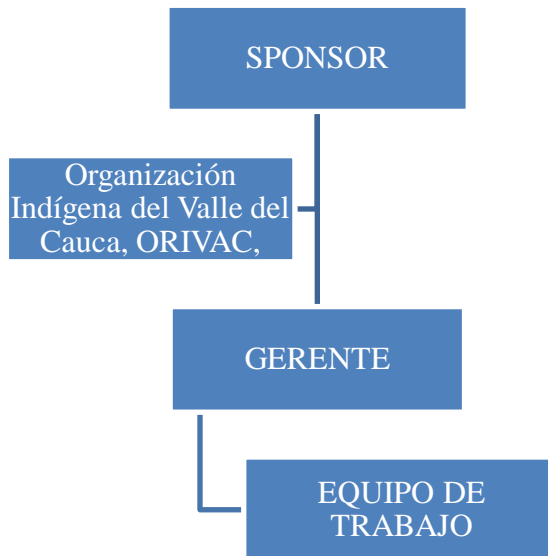 SPONSOR
Organización
Indígena del Valle del
Cauca, ORIVAC,
GERENTE
EQUIPO DE
TRABAJO